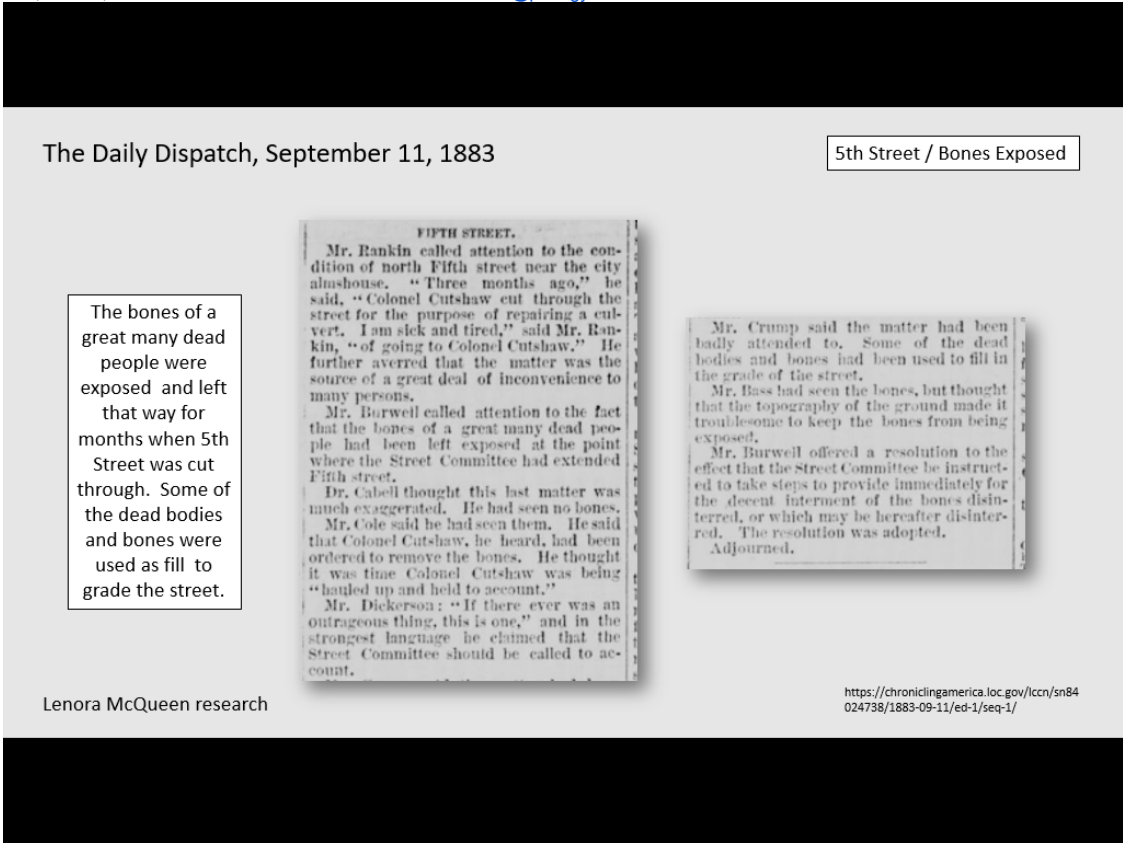 The Daily Dispatch, September 11, 1883
5th Street / Bones Exposed
The bones of a
great many dead
people were
exposed and left
that way for
months when 5th
Street was cut
through. Some of
the dead bodies
and bones were
used as fill to
grade the street.
FIFTH STREET.
Mr. Rankin called attention to the con-
dition of north Fifth street near the city
almshouse. "Three months ago," he
said, "Colonel Cutshaw cut through the
street for the purpose of repairing a cul-
vert. I am sick and tired," said Mr. Ran-
kin, "of going to Colonel Cutshaw." He
further averred that the matter was the
source of a great deal of inconvenience to
many persons.
Mr. Burwell called attention to the fact
that the bones of a great many dead peo-
ple had been left exposed at the point
where the Street Committee had extended
Fifth street.
Dr. Cabell thought this last matter was
much exaggerated. He had seen no bones.
Mr. Cole said he had seen them. He said
that Colonel Cutshaw, he heard, had been
ordered to remove the bones. He thought
it was time Colonel Cutshaw was being
"hauled up and held to account."
Mr. Dickerson: "If there ever was an
outrageous thing, this is one," and in the
strongest language he claimed that the
Street Committee should be called to ac-
count.
Mr. Crump said the matter had been
badly attended to. Some of the dead
bodies and bones had been used to fill in
the grade of the street.
Mr. Bass had seen the bones, but thought
that the topography of the ground made it
troublesome to keep the bones from being
exposed.
Mr. Burwell offered a resolution to the
effect that the Street Committee be instruct-
ed to take steps to provide immediately for
the decent interment of the bones disin-
terred, or which may be hereafter disinter-
red. The resolution was adopted.
Adjourned.
Lenora McQueen research
https://chroniclingamerica.loc.gov/lccn/sn84
024738/1883-09-11/ed-1/seq-1/